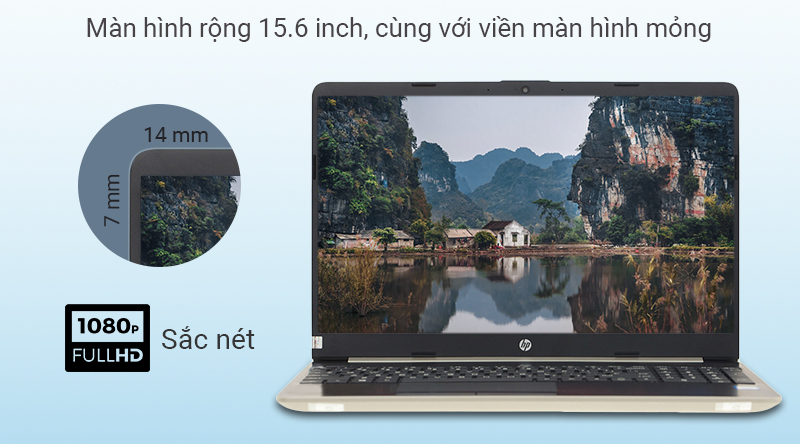 Màn hình rộng 15.6 inch, cùng với viền màn hình mỏng
14 mm
7 mm
1080P
FULLHD
Sắc nét
hp